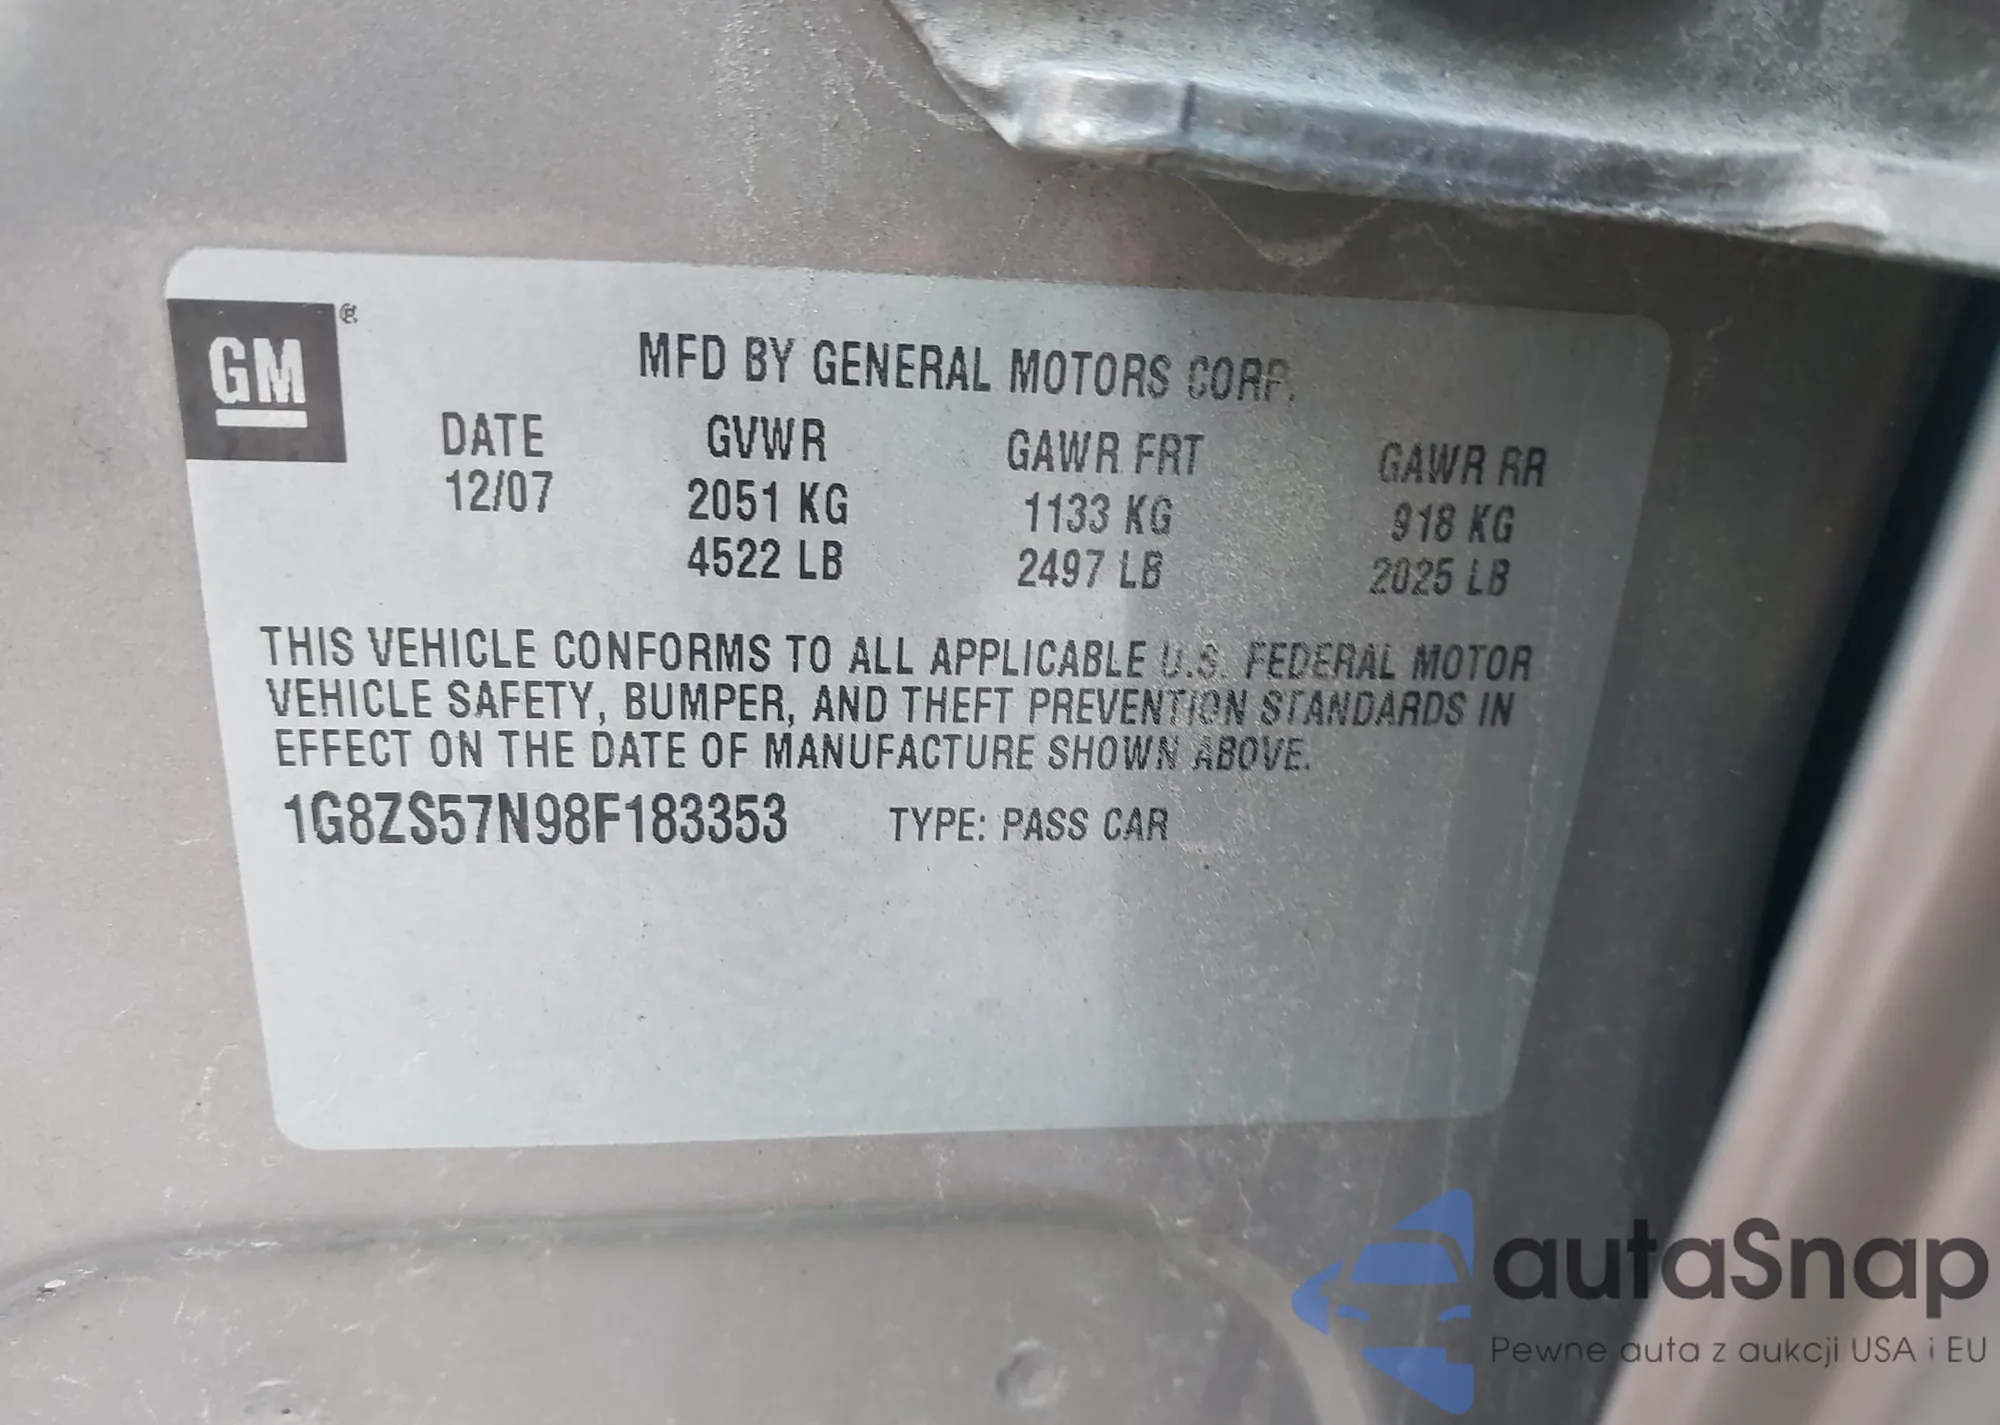 GM ®
MFD BY GENERAL MOTORS CORP.
DATE GVWR GAWR FRT GAWR RR
12/07 2051 KG 1133 KG 918 KG
4522 LB 2497 LB 2025 LB
THIS VEHICLE CONFORMS TO ALL APPLICABLE U.S. FEDERAL MOTOR
VEHICLE SAFETY, BUMPER, AND THEFT PREVENTION STANDARDS IN
EFFECT ON THE DATE OF MANUFACTURE SHOWN ABOVE.
1G8ZS57N98F183353 TYPE: PASS CAR
autaSnap
Pewne auta z aukcji USA i EU